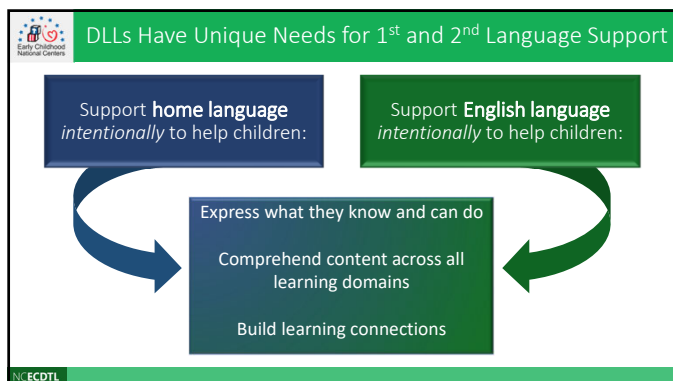 Early Childhood
National Centers
DLLs Have Unique Needs for 1st and 2nd Language Support
Support home language
intentionally to help children:
Support English language
intentionally to help children:
Express what they know and can do
Comprehend content across all
learning domains
Build learning connections
NCECDTL